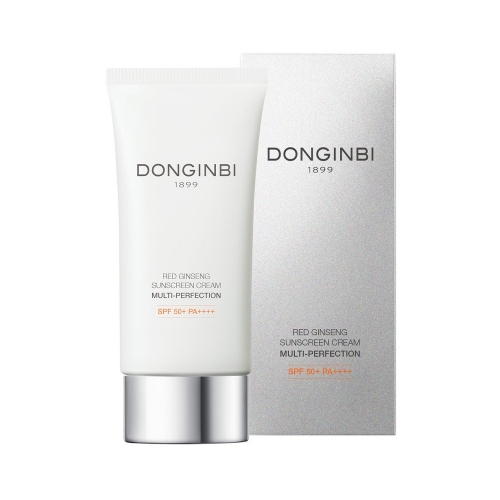 DONGINBI
1899
RED GINSENG
SUNSCREEN CREAM
MULTI-PERFECTION
SPF 50+ PA++++
DONGINBI
1899
RED GINSENG
SUNSCREEN CREAM
MULTI-PERFECTION
SPF 50+ PA++++